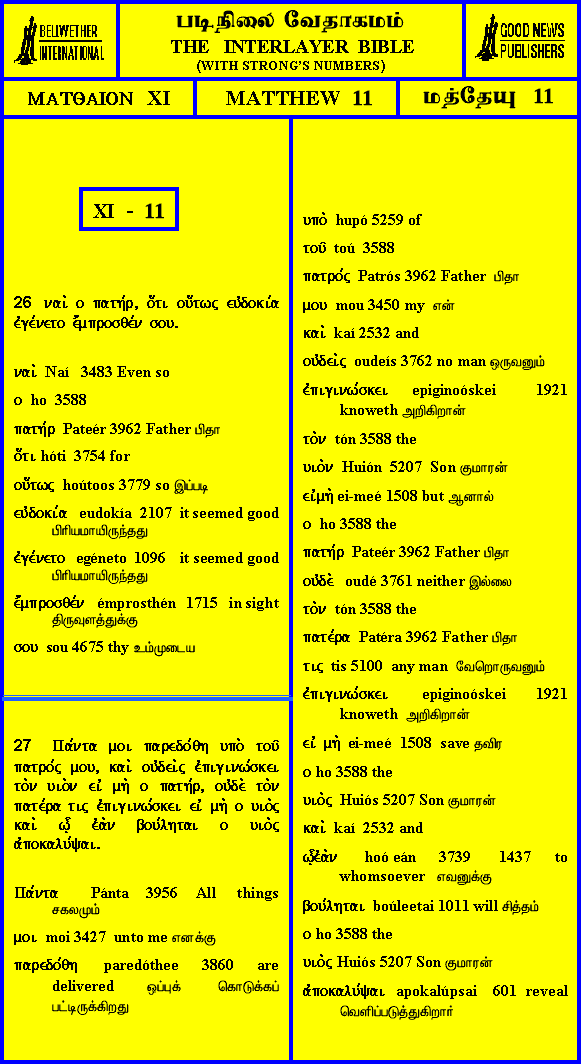 BELLWETHER
INTERNATIONAL
படிநிலை வேதாகமம்
THE INTERLAYER BIBLE
(WITH STRONG'S NUMBERS)
GOOD NEWS
PUBLISHERS
ΜΑΤΘΑΙΟΝ XI
MATTHEW 11
மத்தேயு 11
XI - 11
26 ναὶ ο πατήρ, ὅτι οὕτως εὐδοκία
ἐγένετο ἔμπροσθέν σου.
ναὶ Naí 3483 Even so
ο ho 3588
πατήρ Pateér 3962 Father பிதா
ὅτι hóti 3754 for
οὕτως hoútoos 3779 so இப்படி
εὐδοκία eudokía 2107 it seemed good
பிரியமாயிருந்தது
ἐγένετο egéneto 1096 it seemed good
பிரியமாயிருந்தது
ἔμπροσθέν émprosthén 1715 in sight
திருவுளத்துக்கு
σου sou 4675 thy உம்முடைய
27 Πάντα μοι παρεδόθη υπὸ τοῦ
πατρός μου, καὶ οὐδεὶς ἐπιγινώσκει
τὸν υιὸν εἰ μὴ ο πατήρ, οὐδὲ τὸν
πατέρα τις ἐπιγινώσκει εἰ μὴ ο υιὸς
καὶ ᾧ ἐὰν βούληται ο υιὸς
ἀποκαλύψαι.
Πάντα Pánta 3956 All things
சகலமும்
μοι moi 3427 unto me எனக்கு
παρεδόθη paredóthee 3860 are
delivered ஒப்புக் கொடுக்கப்
பட்டிருக்கிறது
υπὸ hupó 5259 of
τοῦ toú 3588
πατρός Patrós 3962 Father பிதா
μου mou 3450 my என்
καὶ kaí 2532 and
οὐδεὶς oudeís 3762 no man ஒருவனும்
ἐπιγινώσκει epiginoóskei 1921
knoweth அறிகிறான்
τὸν tón 3588 the
υιὸν Huión 5207 Son குமாரன்
εἰμὴ ei-meé 1508 but ஆனால்
ο ho 3588 the
πατήρ Pateér 3962 Father பிதா
οὐδὲ oudé 3761 neither இல்லை
τὸν tón 3588 the
πατέρα Patéra 3962 Father பிதா
τις tis 5100 any man வேறொருவனும்
ἐπιγινώσκει epiginoóskei 1921
knoweth அறிகிறான்
εἰ μὴ ei-meé 1508 save தவிர
ο ho 3588 the
υιὸς Huiós 5207 Son குமாரன்
καὶ kaí 2532 and
ᾧἐὰν hoó eán 3739 1437 to
whomsoever எவனுக்கு
βούληται boúleetai 1011 will சித்தம்
ο ho 3588 the
υιὸς Huiós 5207 Son குமாரன்
ἀποκαλύψαι apokalúpsai 601 reveal
வெளிப்படுத்துகிறார்